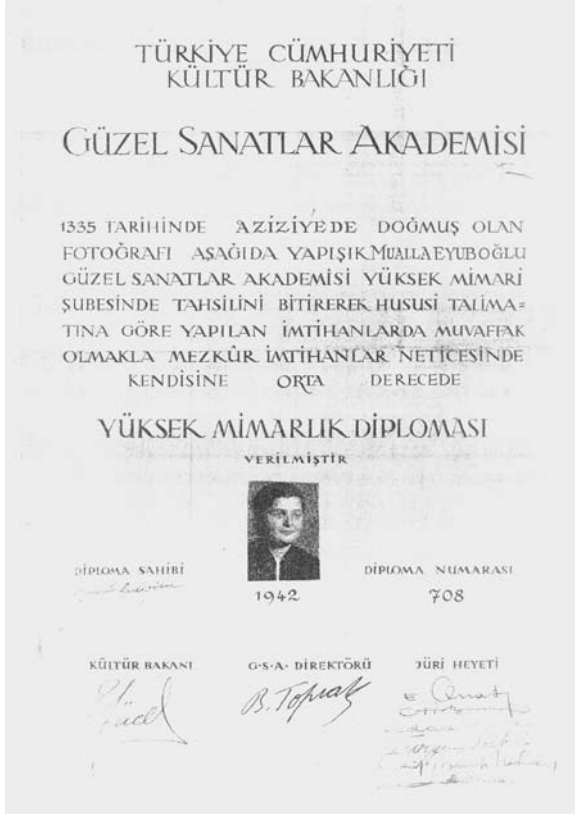 TÜRKİYE CÜMHURİYETİ
KÜLTÜR BAKANLIĞI
GÜZEL SANATLAR AKADEMİSİ
1335 TARİHİNDE AZİZİYE'DE DOĞMUŞ OLAN
FOTOĞRAFI AŞAĞIDA YAPIŞIK MUALLA EYUBOĞLU
GÜZEL SANATLAR AKADEMİSİ YÜKSEK MİMARİ
ŞUBESİNDE TAHSİLİNİ BİTİREREK HUSUSİ TALİMA=
TINA GÖRE YAPILAN İMTİHANLARDA MUVAFFAK
OLMAKLA MEZKÛR İMTİHANLAR NETİCESİNDE
KENDİSİNE ORTA DERECEDE
YÜKSEK MİMARLIK DİPLOMASI
VERİLMİŞTİR
DİPLOMA SAHİBİ
1942
DİPLOMA NUMARASI
708
KÜLTÜR BAKANI
G·S·A· DİREKTÖRÜ
JÜRİ HEYETİ
Yücel
B. Toprak
E. Onat